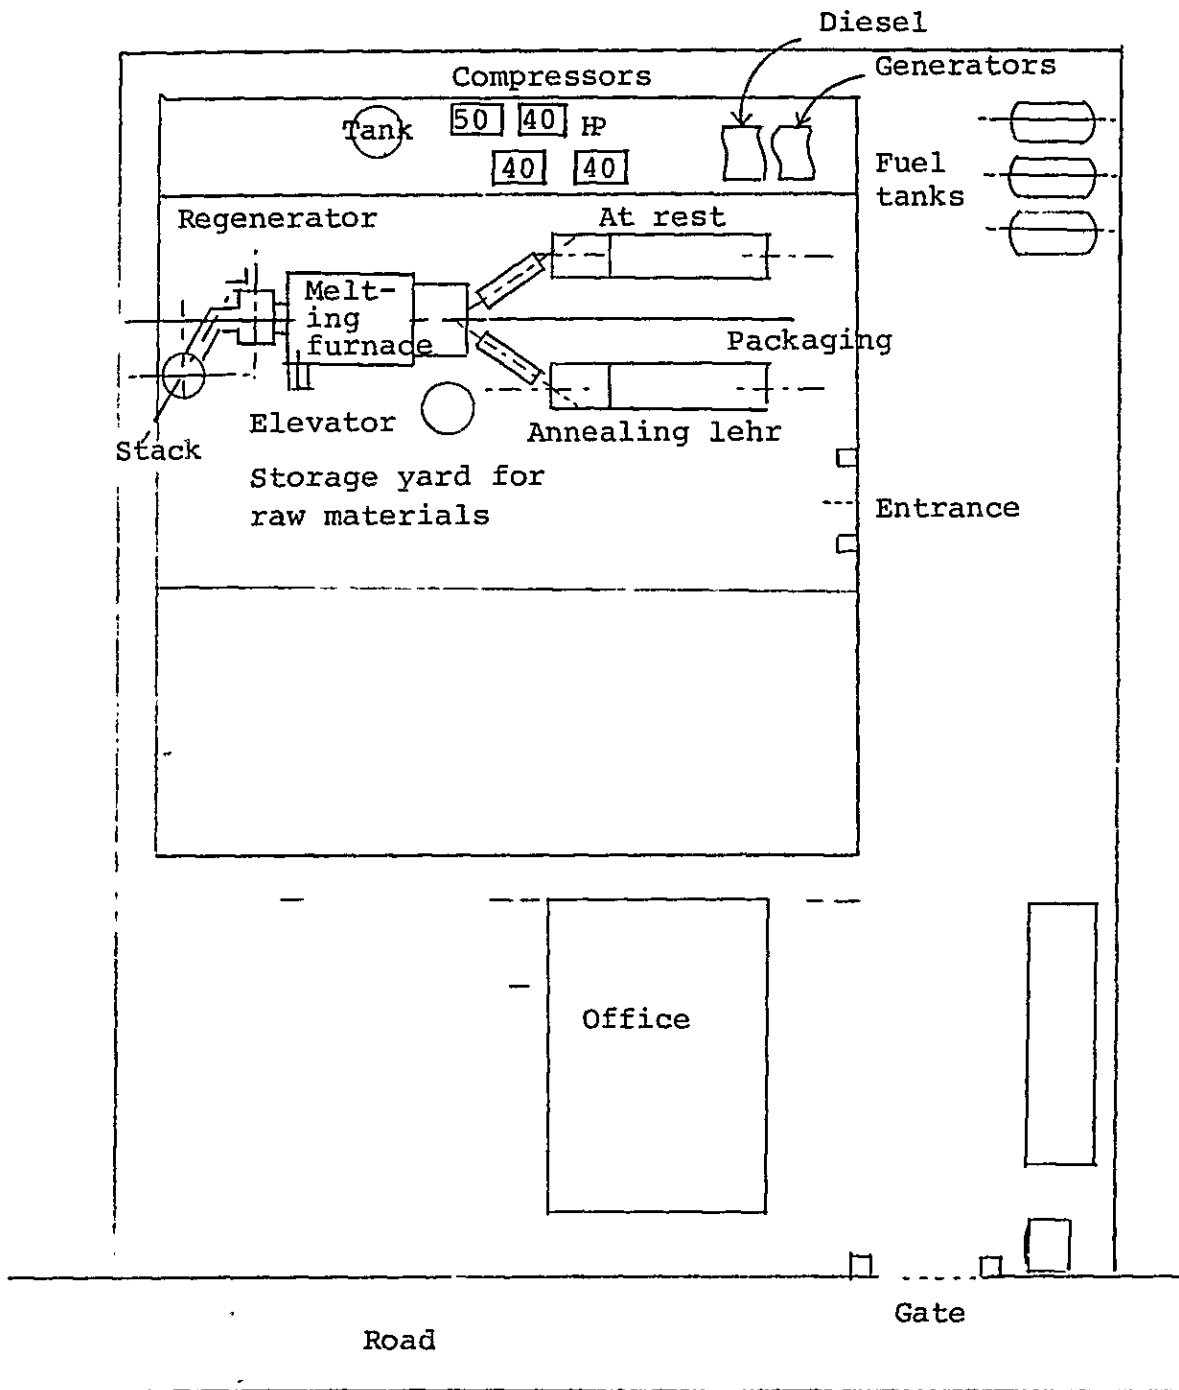 Diesel
Generators
Compressors
Tank
50
40
HP
40
40
Fuel
tanks
Regenerator
At rest
Melt-
ing
furnace
Packaging
Elevator
Annealing lehr
Stack
Storage yard for
raw materials
Entrance
Office
Gate
Road